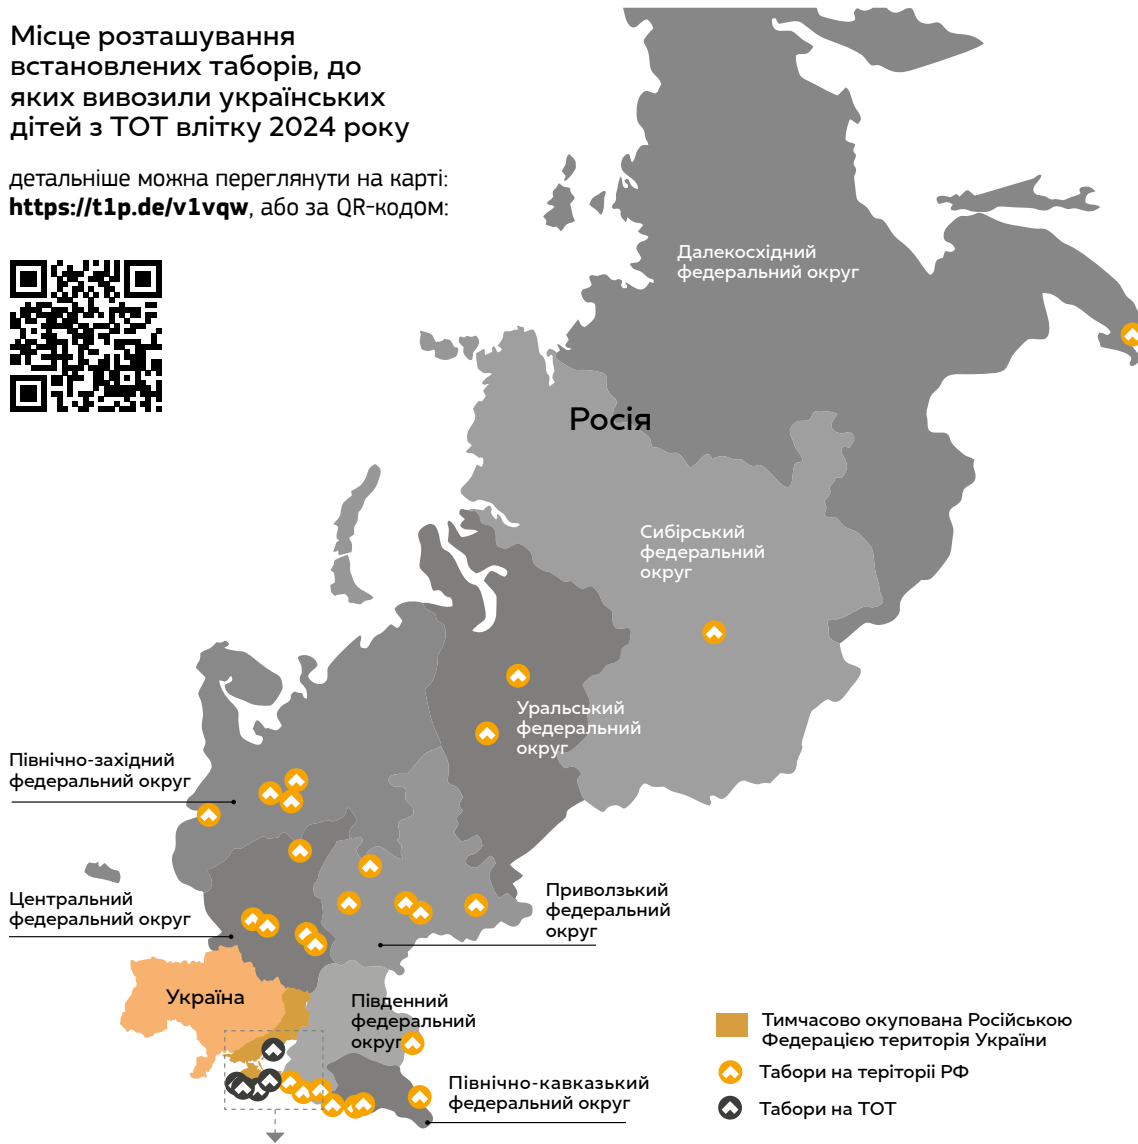 Місце розташування
встановлених таборів, до
яких вивозили українських
дітей з ТОТ влітку 2024 року
детальніше можна переглянути на карті:
https://t1p.de/v1vqw, або за QR-кодом:
Далекосхідний
федеральний округ
Росія
Сибірський
федеральний
округ
Уральський
федеральний
округ
Північно-західний
федеральний округ
Центральний
федеральний округ
Приволзький
федеральний
округ
Україна
Південний
федеральний
округ
Північно-кавказький
федеральний округ
Тимчасово окупована Російською
Федерацією територія України
Табори на теріторіі РФ
Табори на ТОТ